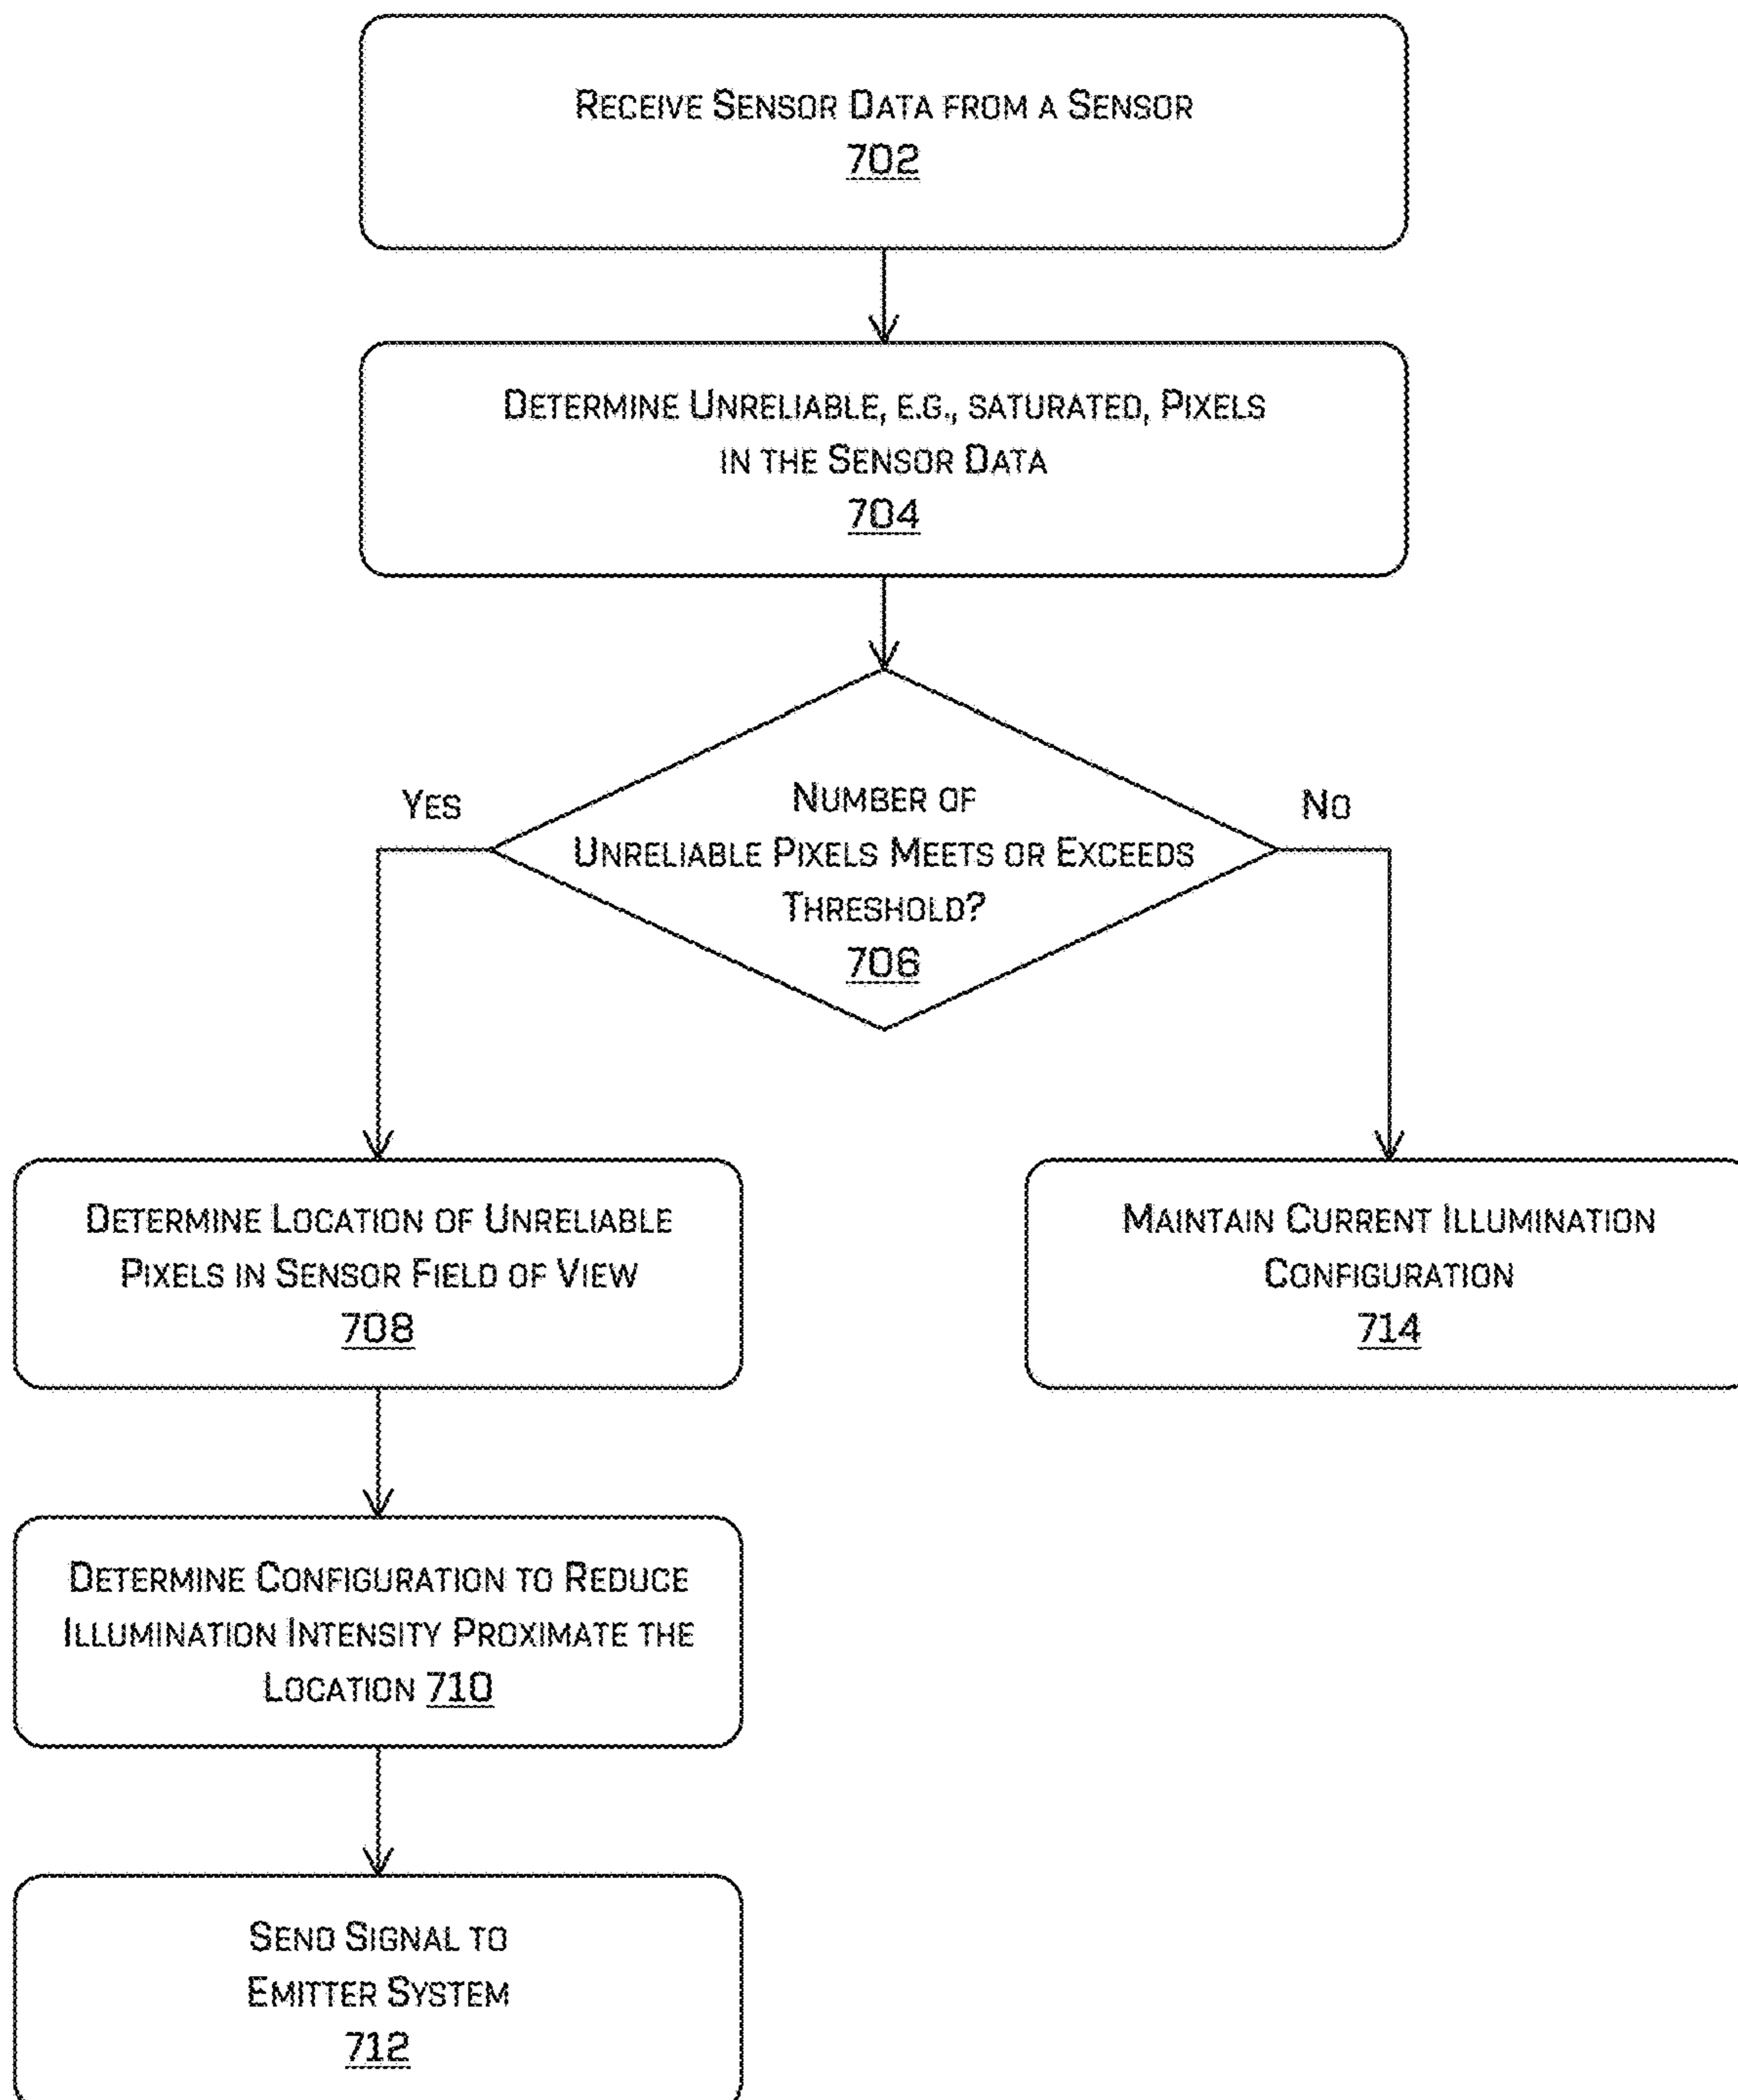 Receive Sensor Data from a Sensor
702
Determine Unreliable, e.g., saturated, Pixels
in the Sensor Data
704
Number of
Unreliable Pixels Meets or Exceeds
Threshold?
706
Yes
No
Determine Location of Unreliable
Pixels in Sensor Field of View
708
Maintain Current Illumination
Configuration
714
Determine Configuration to Reduce
Illumination Intensity Proximate the
Location 710
Send Signal to
Emitter System
712